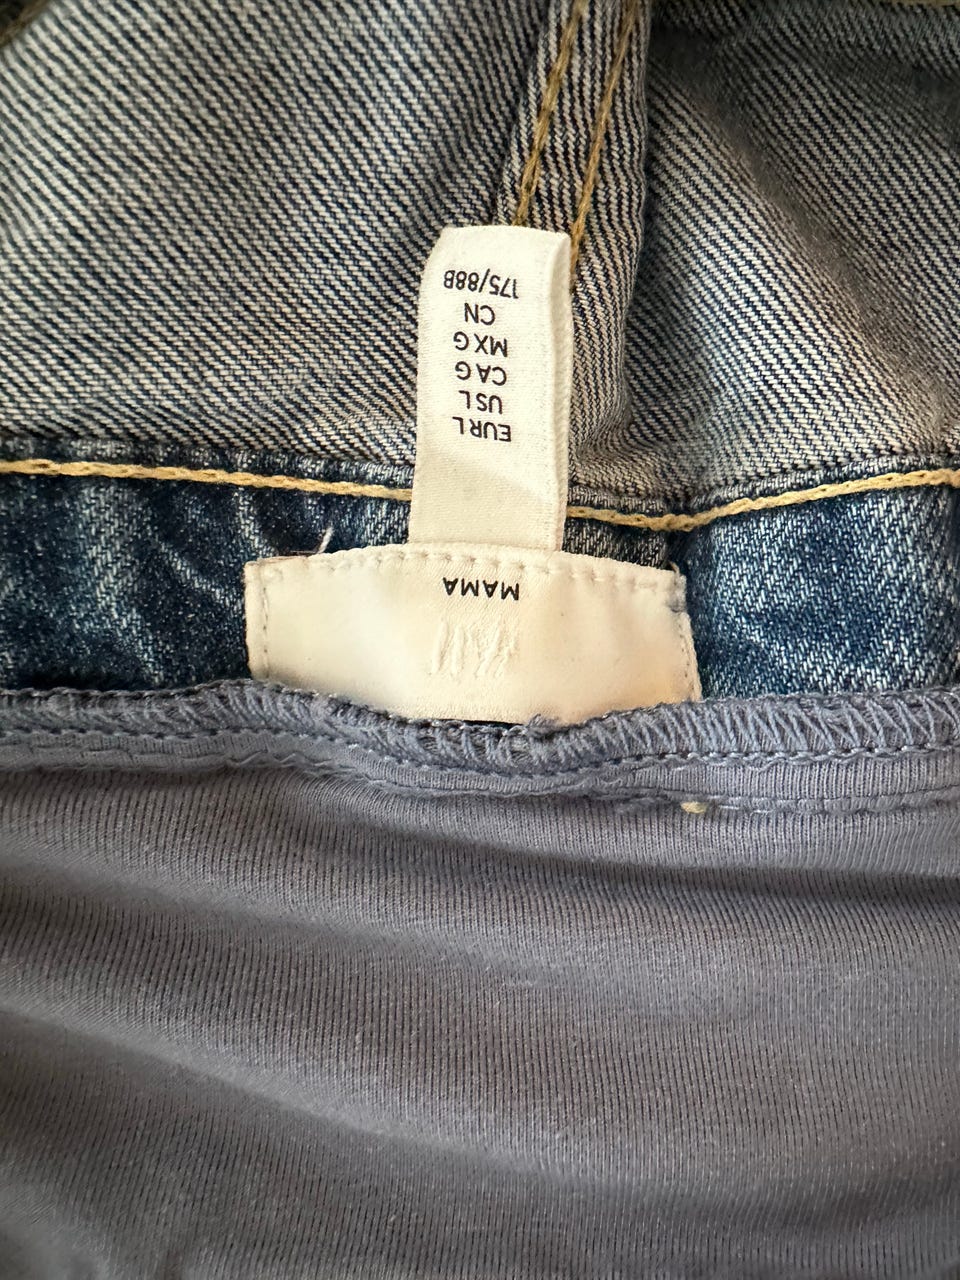 H&M
MAMA
EUR L
US L
CA G
MX G
CN
175/88B